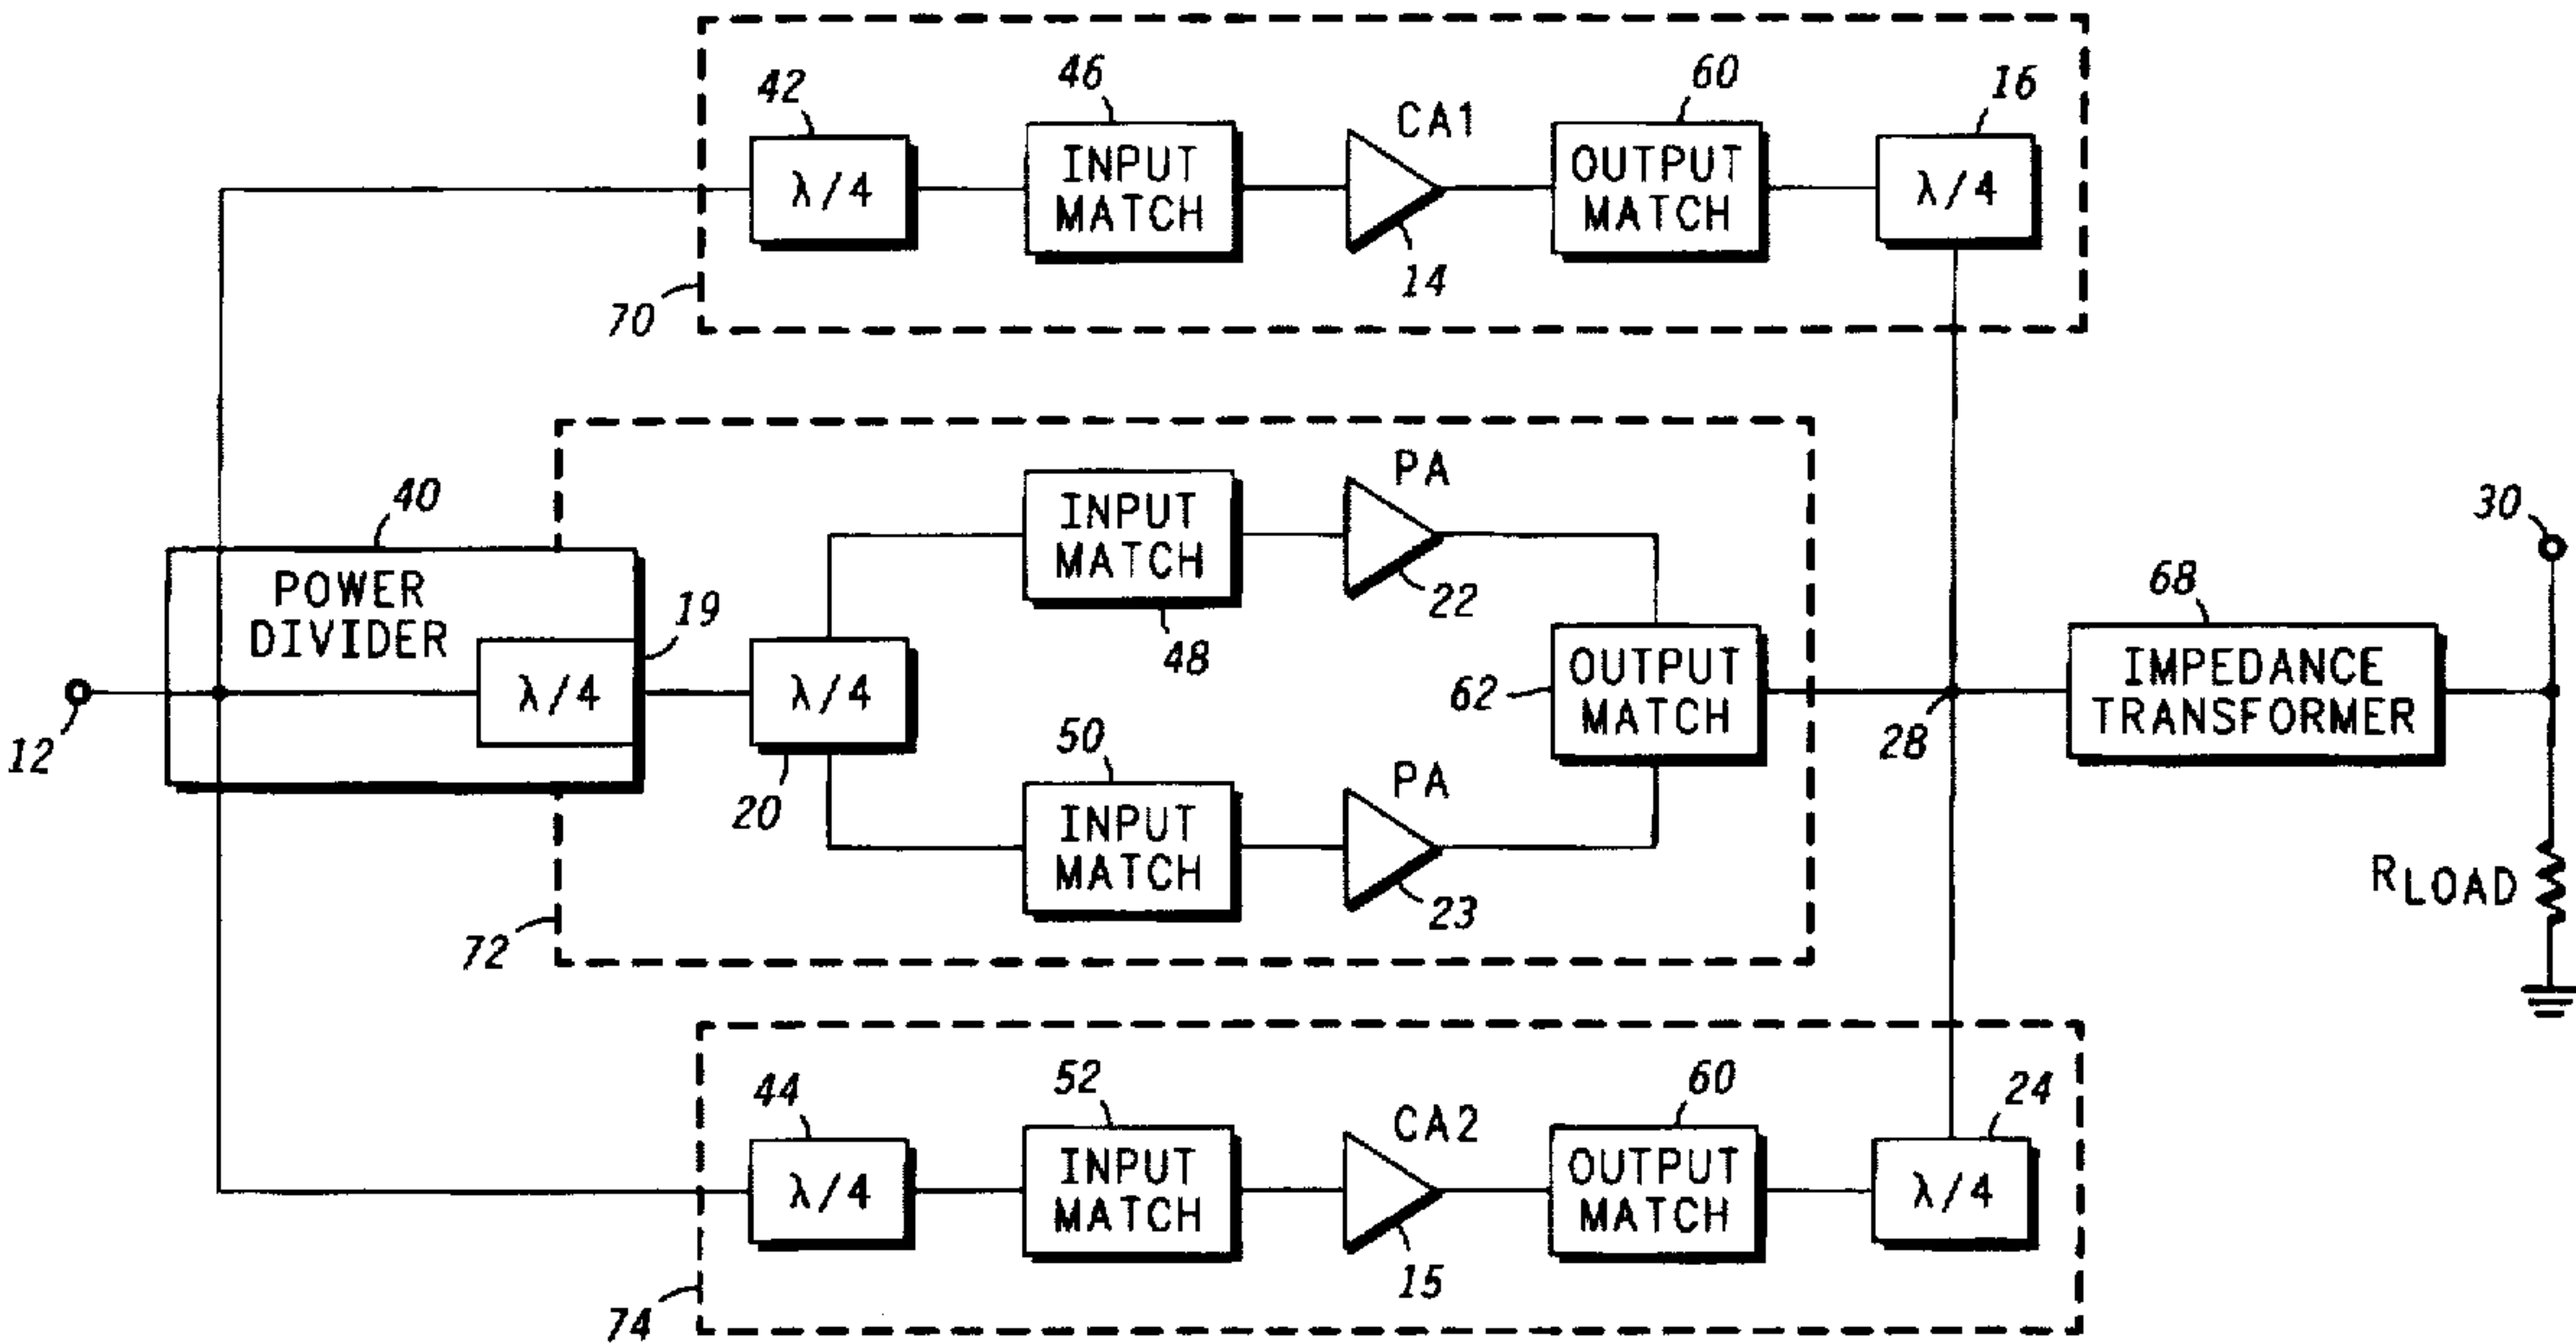 42
λ/4
46
INPUT
MATCH
CA1
14
60
OUTPUT
MATCH
16
λ/4
70
40
POWER
DIVIDER
λ/4
19
12
λ/4
20
INPUT
MATCH
48
PA
22
50
INPUT
MATCH
PA
23
62
OUTPUT
MATCH
28
68
IMPEDANCE
TRANSFORMER
30
RLOAD
72
44
λ/4
52
INPUT
MATCH
CA2
15
60
OUTPUT
MATCH
24
λ/4
74